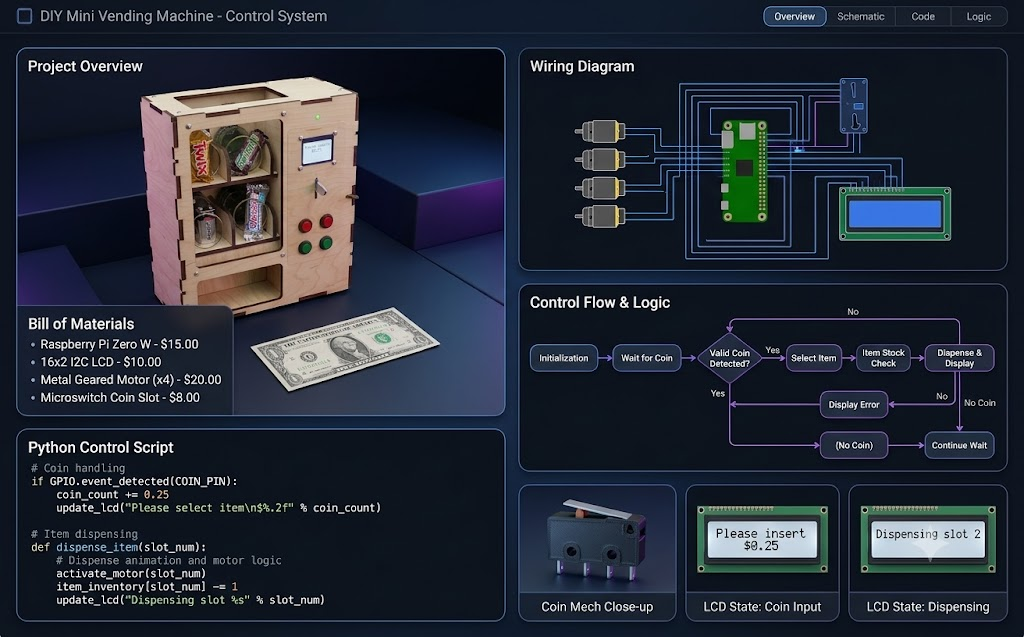 DIY Mini Vending Machine - Control System
Overview
Schematic
Code
Logic
Project Overview
TWIX
Please
$0.25
Bill of Materials
• Raspberry Pi Zero W - $15.00
• 16x2 I2C LCD - $10.00
• Metal Geared Motor (x4) - $20.00
• Microswitch Coin Slot - $8.00
Wiring Diagram
Control Flow & Logic
No
Initialization
Wait for Coin
Valid Coin
Detected?
Yes
Select Item
Item Stock
Check
Diapense &
Display
Yes
Display Error
No
No Coin
(No Coin)
Continue Wait
Python Control Script
# Coin handling
if GPIO.event_detected(COIN_PIN):
    coin_count += 0.25
    update_lcd("Please select item\n$%.2f" % coin_count)
# Item dispensing
def dispense_item(slot_num):
    # Dispense animation and motor logic
    activate_motor(slot_num)
    item_inventory[slot_num] -= 1
    update_lcd("Dispensing slot %s" % slot_num)
Coin Mech Close-up
Please insert
$0.25
LCD State: Coin Input
Dispensing slot 2
LCD State: Dispensing